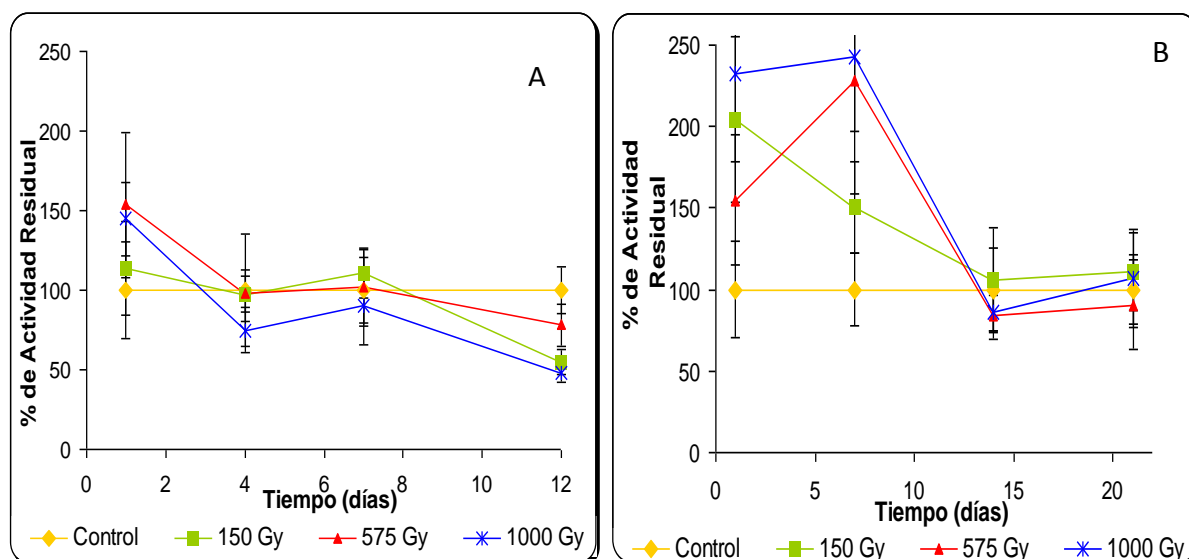 A
% de Actividad Residual
250
200
150
100
50
0
0 2 4 6 8 10 12
Tiempo (días)
Control 150 Gy 575 Gy 1000 Gy
B
% de Actividad
Residual
250
200
150
100
50
0
0 5 10 15 20
Tiempo (días)
Control 150 Gy 575 Gy 1000 Gy